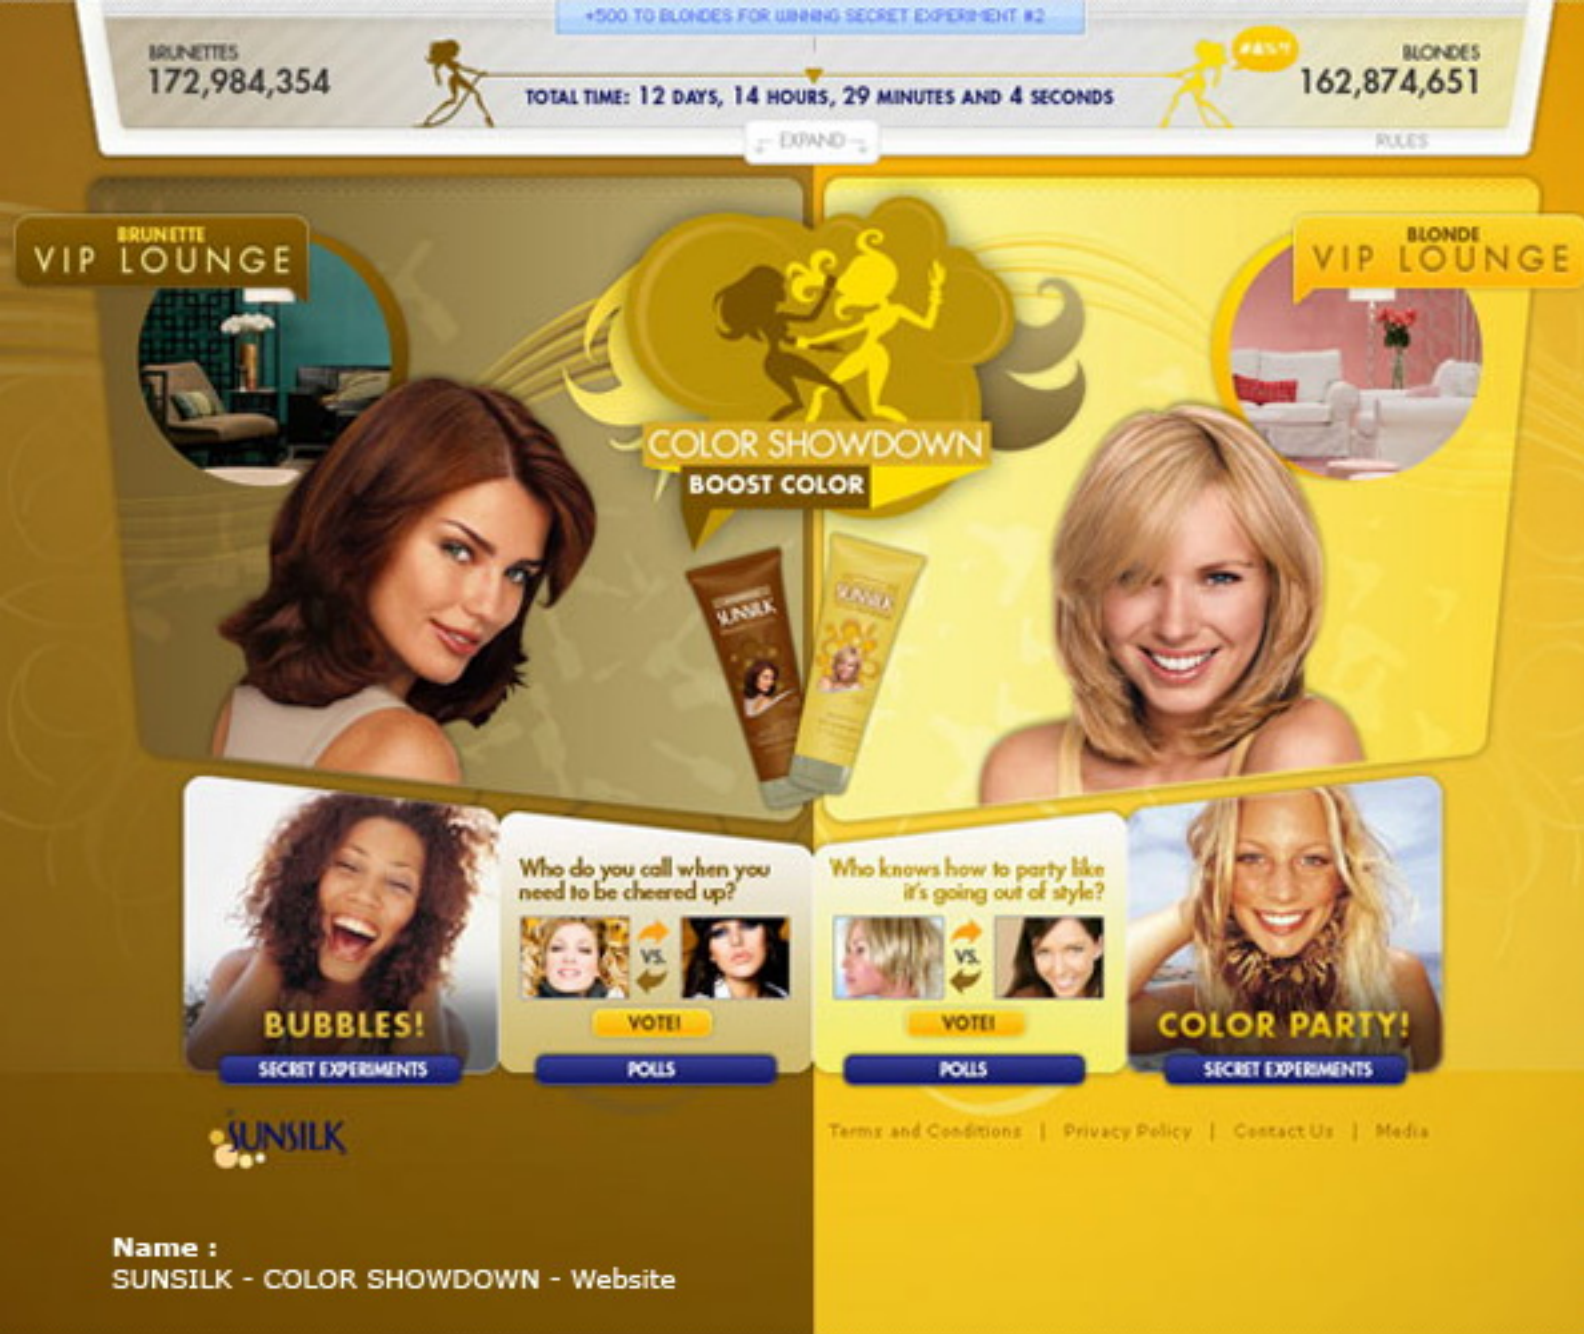 +500 TO BLONDES FOR WINNING SECRET EXPERIMENT #2
BRUNETTES
172,984,354
TOTAL TIME: 12 DAYS, 14 HOURS, 29 MINUTES AND 4 SECONDS
#&%*!
BLONDES
162,874,651
EXPAND
RULES
BRUNETTE
VIP LOUNGE
BLONDE
VIP LOUNGE
COLOR SHOWDOWN
BOOST COLOR
SUNSILK
SUNSILK
BUBBLES!
SECRET EXPERIMENTS
Who do you call when you
need to be cheered up?
VS.
VOTE!
POLLS
Who knows how to party like
it's going out of style?
VS.
VOTE!
POLLS
COLOR PARTY!
SECRET EXPERIMENTS
SUNSILK
Terms and Conditions | Privacy Policy | Contact Us | Media
Name :
SUNSILK - COLOR SHOWDOWN - Website